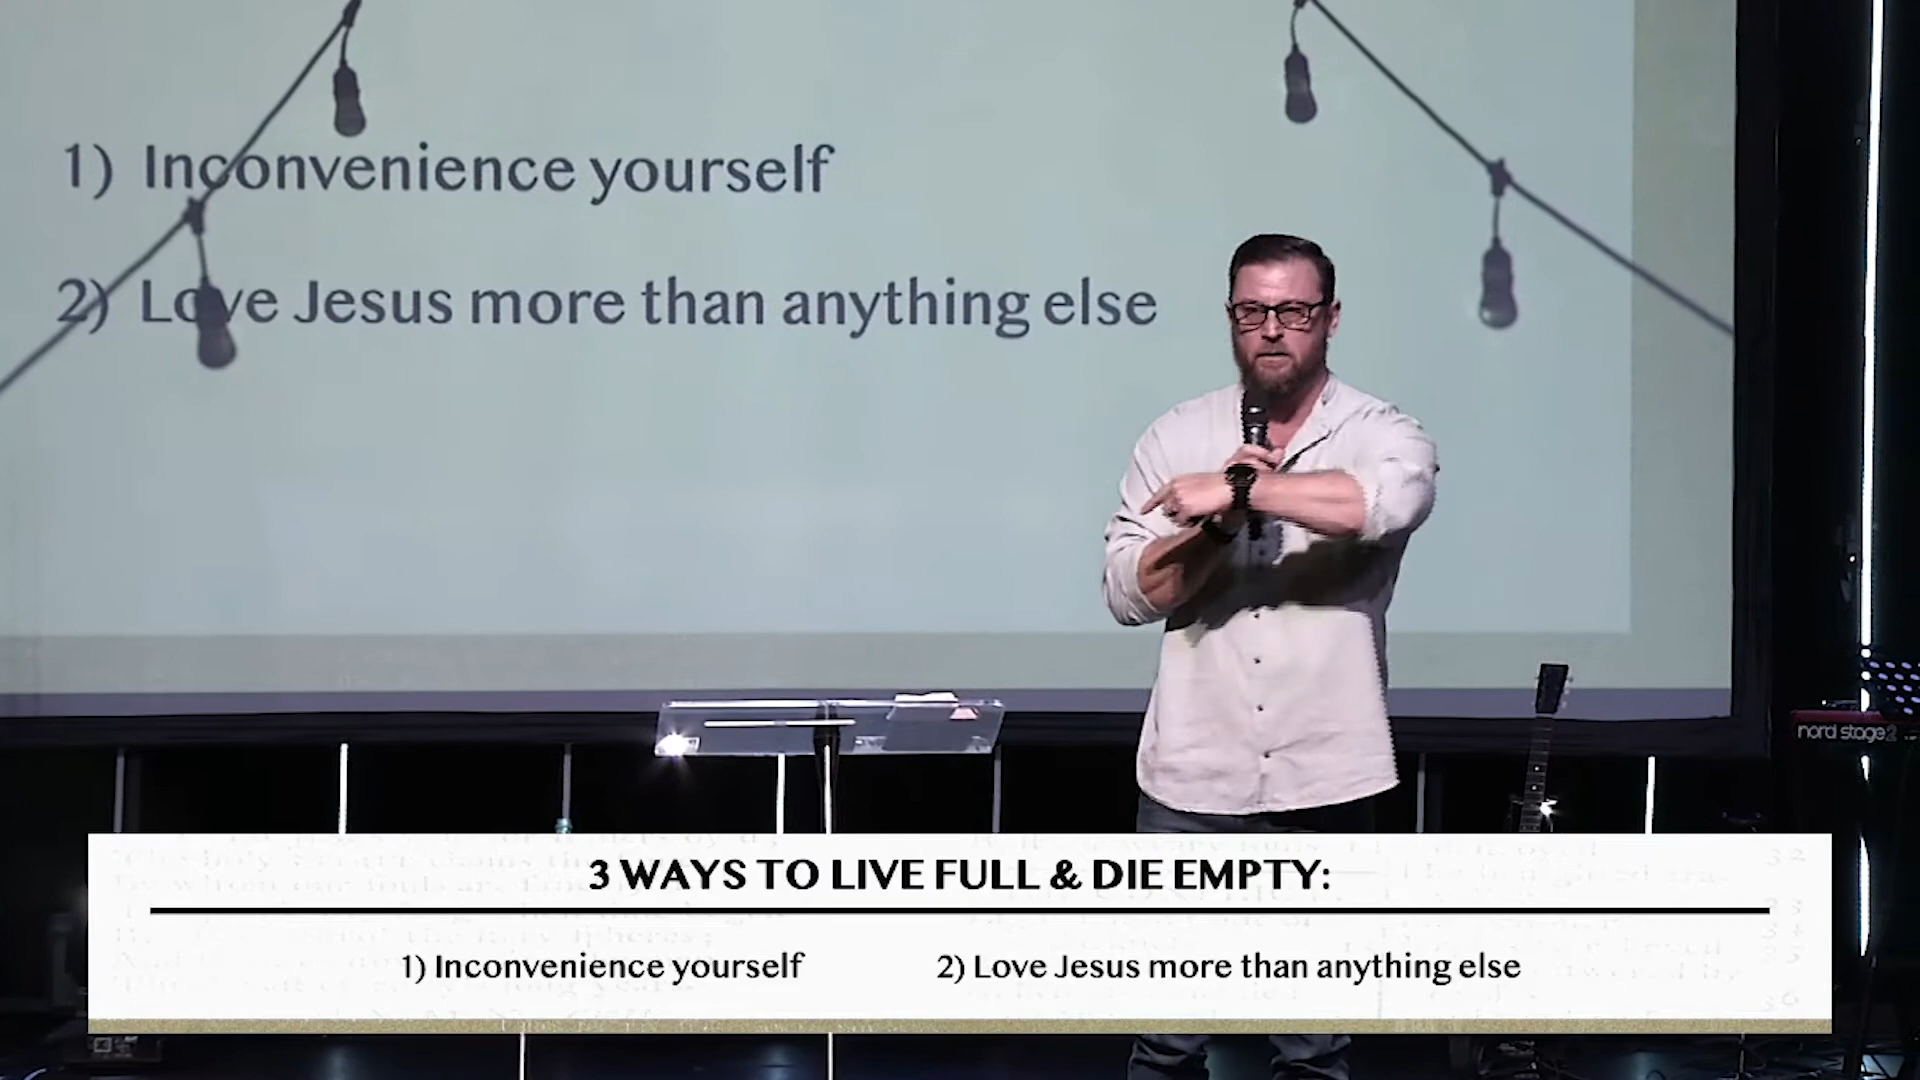 1) Inconvenience yourself
2) Love Jesus more than anything else
nord stage 2
3 WAYS TO LIVE FULL & DIE EMPTY:
1) Inconvenience yourself 2) Love Jesus more than anything else